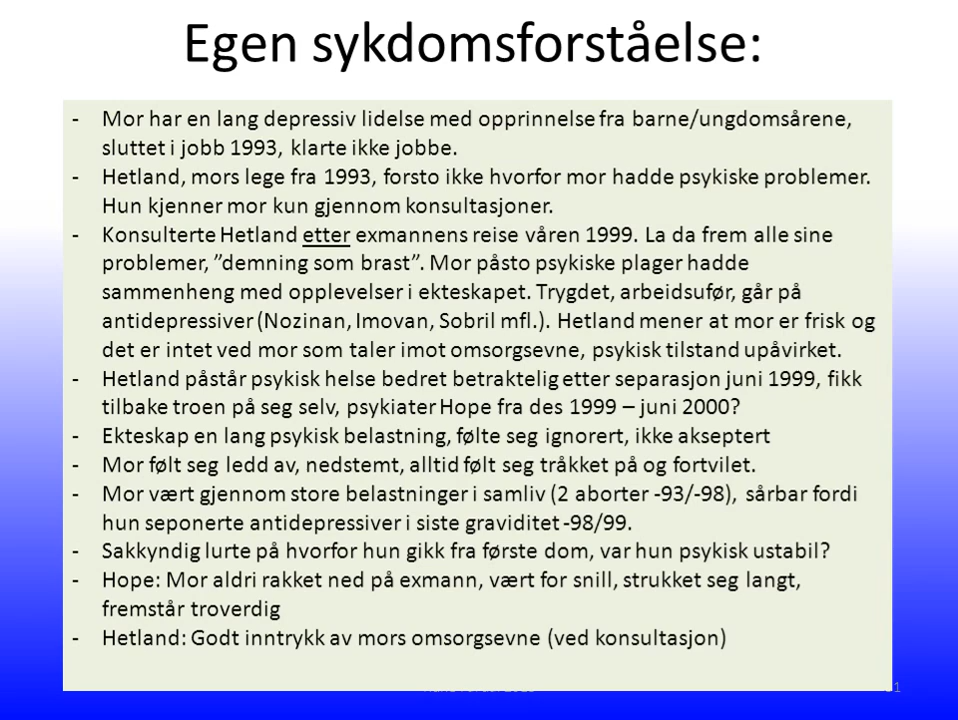 Egen sykdomsforståelse:
- Mor har en lang depressiv lidelse med opprinnelse fra barne/ungdomsårene,
sluttet i jobb 1993, klarte ikke jobbe.
- Hetland, mors lege fra 1993, forsto ikke hvorfor mor hadde psykiske problemer.
Hun kjenner mor kun gjennom konsultasjoner.
- Konsulterte Hetland etter exmannens reise våren 1999. La da frem alle sine
problemer, ”demning som brast”. Mor påsto psykiske plager hadde
sammenheng med opplevelser i ekteskapet. Trygdet, arbeidsufør, går på
antidepressiver (Nozinan, Imovan, Sobril mfl.). Hetland mener at mor er frisk og
det er intet ved mor som taler imot omsorgsevne, psykisk tilstand upåvirket.
- Hetland påstår psykisk helse bedret betraktelig etter separasjon juni 1999, fikk
tilbake troen på seg selv, psykiater Hope fra des 1999 – juni 2000?
- Ekteskap en lang psykisk belastning, følte seg ignorert, ikke akseptert
- Mor følt seg ledd av, nedstemt, alltid følt seg tråkket på og fortvilet.
- Mor vært gjennom store belastninger i samliv (2 aborter -93/-98), sårbar fordi
hun seponerte antidepressiver i siste graviditet -98/99.
- Sakkyndig lurte på hvorfor hun gikk fra første dom, var hun psykisk ustabil?
- Hope: Mor aldri rakket ned på exmann, vært for snill, strukket seg langt,
fremstår troverdig
- Hetland: Godt inntrykk av mors omsorgsevne (ved konsultasjon)